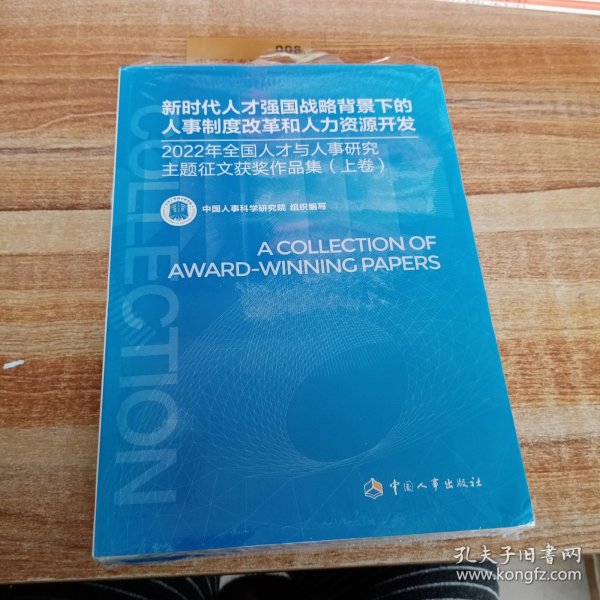 008
新时代人才强国战略背景下的
人事制度改革和人力资源开发
2022年全国人才与人事研究
主题征文获奖作品集（上卷）
中国人事科学研究院 组织编写
A COLLECTION OF
AWARD-WINNING PAPERS
COLLECTION
中国人事出版社
孔夫子旧书网
www.kongfz.com